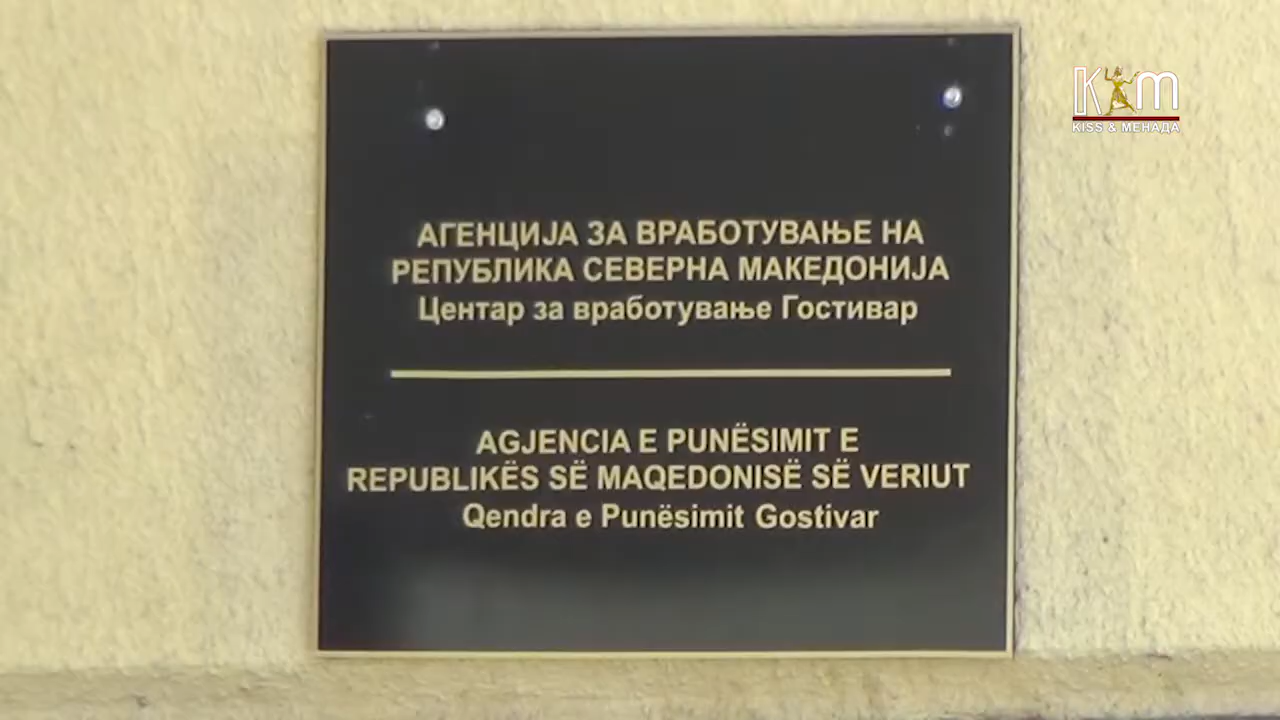 K m
KISS & МЕНАДА
АГЕНЦИЈА ЗА ВРАБОТУВАЊЕ НА
РЕПУБЛИКА СЕВЕРНА МАКЕДОНИЈА
Центар за вработување Гостивар
AGJENCIA E PUNËSIMIT E
REPUBLIKËS SË MAQEDONISË SË VERIUT
Qendra e Punësimit Gostivar